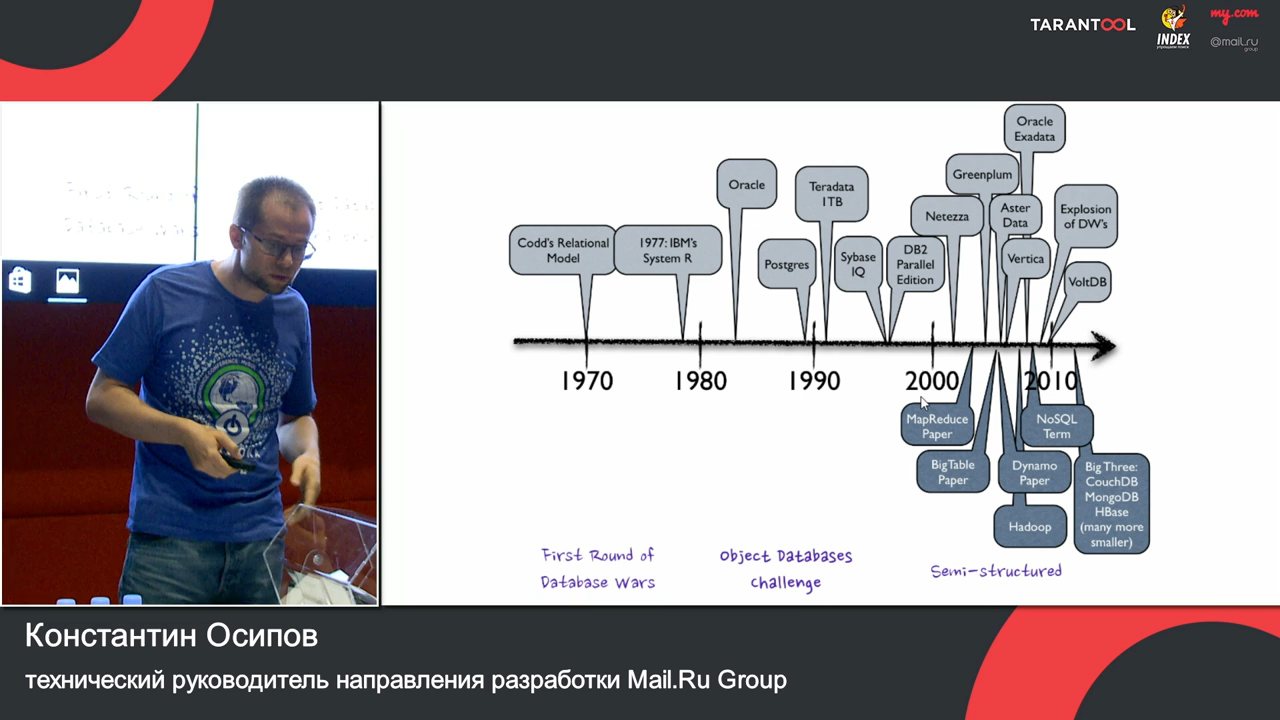 TARANTOOL
INDEX
упрощаем поиск
my.com
@mail.ru
group
Oracle
Exadata
Greenplum
Oracle
Teradata
1TB
Netezza
Aster
Data
Explosion
of DW's
Codd's Relational
Model
1977: IBM's
System R
Postgres
Sybase
IQ
DB2
Parallel
Edition
Vertica
VoltDB
1970
1980
1990
2000
2010
MapReduce
Paper
NoSQL
Term
BigTable
Paper
Dynamo
Paper
Big Three:
CouchDB
MongoDB
HBase
(many more
smaller)
Hadoop
First Round of
Database Wars
Object Databases
Challenge
Semi-structured
Константин Осипов
технический руководитель направления разработки Mail.Ru Group